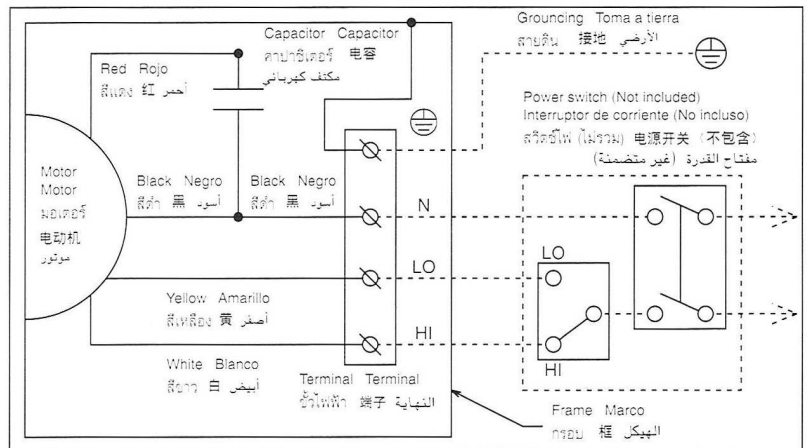 Capacitor Capacitor
คาปาซิเตอร์ 电容
مكثف كهربائي
Grounding Toma a tierra
สายดิน 接地 الأرضي
Red Rojo
สีแดง 红 أحمر
Power switch (Not included)
Interruptor de corriente (No incluso)
สวิตช์ไฟ (ไม่รวม) 电源开关 (不包含)
مفتاح القدرة (غير متضمنة)
Motor
Motor
มอเตอร์
电动机
موتور
Black Negro
สีดำ 黑 أسود
Black Negro
สีดำ 黑 أسود
N
LO
LO
Yellow Amarillo
สีเหลือง 黄 أصفر
HI
HI
White Blanco
สีขาว 白 أبيض
Terminal Terminal
ขั้วไฟฟ้า 端子 النهاية
Frame Marco
กรอบ 框 الهيكل